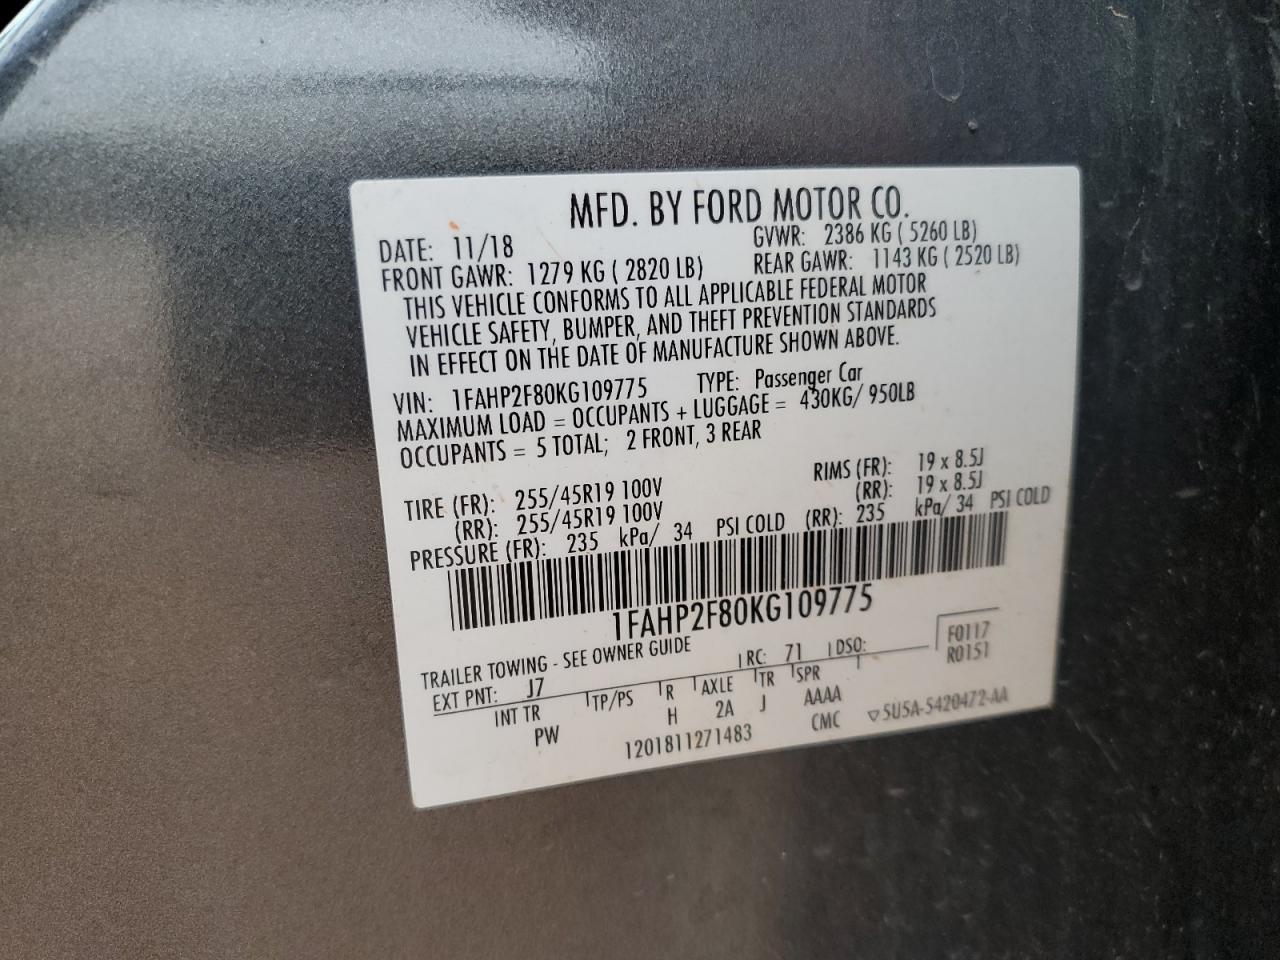 MFD. BY FORD MOTOR CO.
DATE: 11/18 GVWR: 2386 KG ( 5260 LB)
FRONT GAWR: 1279 KG ( 2820 LB) REAR GAWR: 1143 KG ( 2520 LB)
THIS VEHICLE CONFORMS TO ALL APPLICABLE FEDERAL MOTOR
VEHICLE SAFETY, BUMPER, AND THEFT PREVENTION STANDARDS
IN EFFECT ON THE DATE OF MANUFACTURE SHOWN ABOVE.
VIN: 1FAHP2F80KG109775 TYPE: Passenger Car
MAXIMUM LOAD = OCCUPANTS + LUGGAGE = 430KG/ 950LB
OCCUPANTS = 5 TOTAL; 2 FRONT, 3 REAR
TIRE (FR): 255/45R19 100V RIMS (FR): 19 x 8.5J
(RR): 255/45R19 100V (RR): 19 x 8.5J
PRESSURE (FR): 235 kPa/ 34 PSI COLD (RR): 235 kPa/ 34 PSI COLD
1FAHP2F80KG109775
TRAILER TOWING - SEE OWNER GUIDE
EXT PNT: J7 RC: 71 DSO: F0117
R0151
INT TR TP/PS R AXLE TR SPR
PW H 2A J AAAA
1201811271483 CMC ▽5U5A-5420472-AA